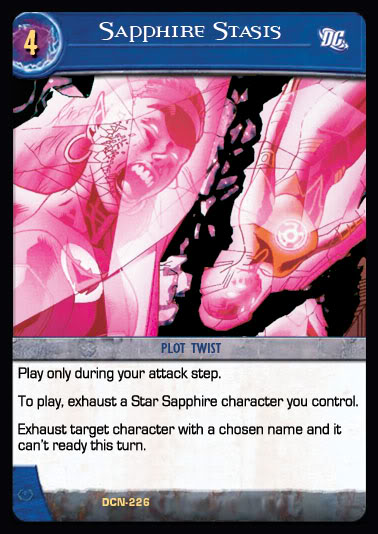 4
Sapphire Stasis
DC
PLOT TWIST
Play only during your attack step.
To play, exhaust a Star Sapphire character you control.
Exhaust target character with a chosen name and it
can't ready this turn.
DCN-226